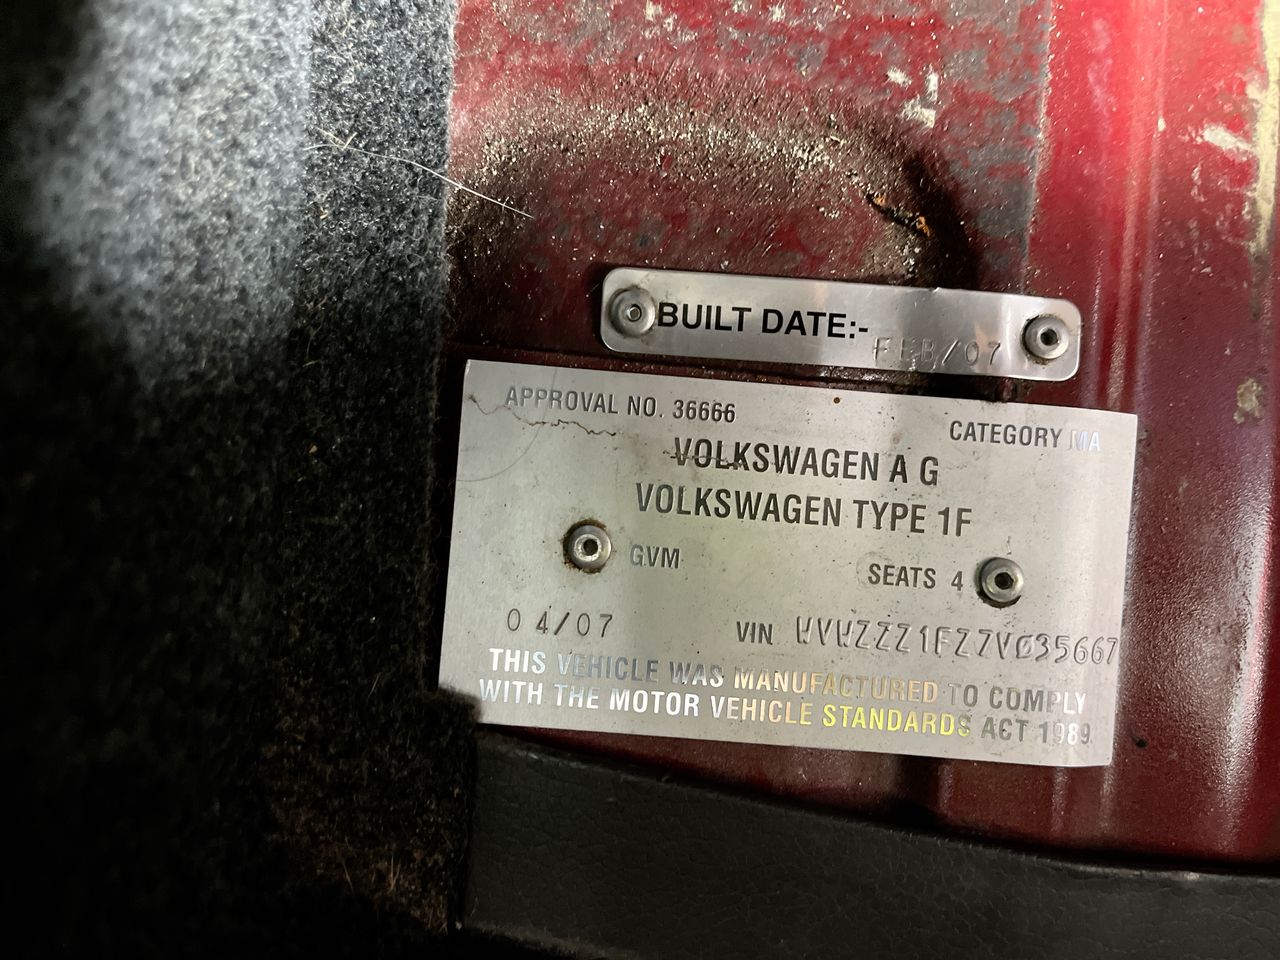 BUILT DATE:-
FEB/07
APPROVAL NO. 36666
CATEGORY MA
VOLKSWAGEN A G
VOLKSWAGEN TYPE 1F
GVM
SEATS 4
04/07
VIN WVWZZZ1FZ7V035667
THIS VEHICLE WAS MANUFACTURED TO COMPLY
WITH THE MOTOR VEHICLE STANDARDS ACT 1989